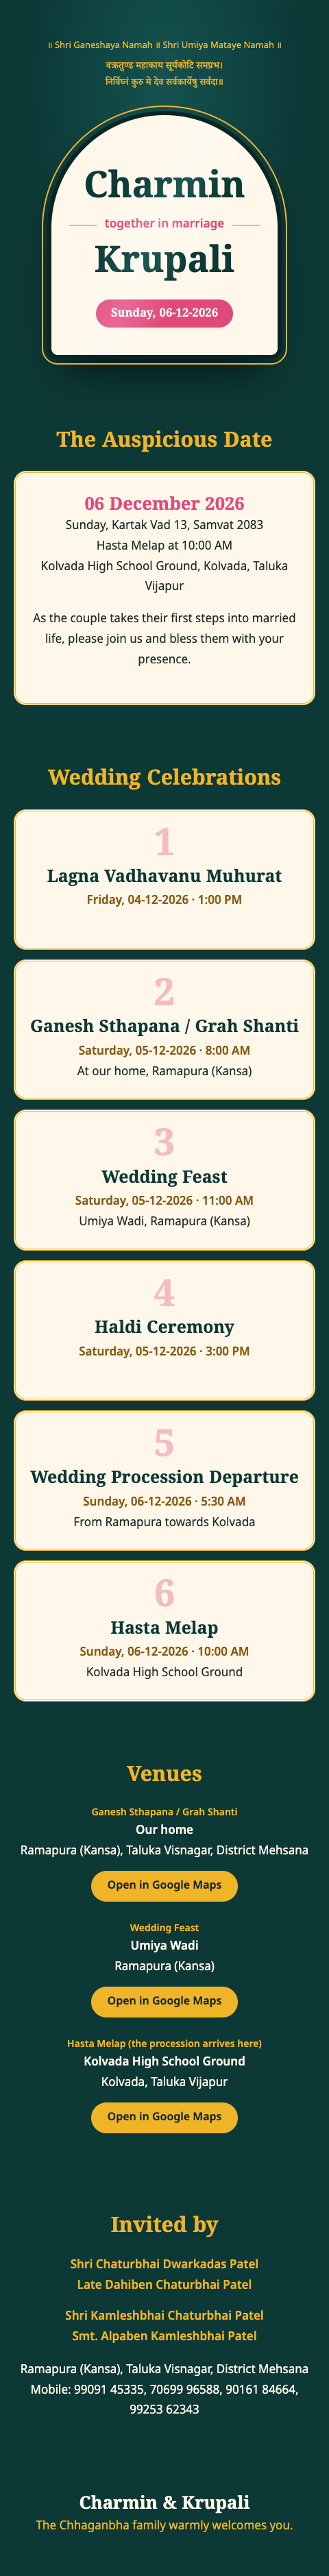 ॥ Shri Ganeshaya Namah ॥ Shri Umiya Mataye Namah ॥
वक्रतुण्ड महाकाय सूर्यकोटि समप्रभ।
निर्विघ्नं कुरु मे देव सर्वकार्येषु सर्वदा॥
Charmin
together in marriage
Krupali
Sunday, 06-12-2026
The Auspicious Date
06 December 2026
Sunday, Kartak Vad 13, Samvat 2083
Hasta Melap at 10:00 AM
Kolvada High School Ground, Kolvada, Taluka
Vijapur
As the couple takes their first steps into married
life, please join us and bless them with your
presence.
Wedding Celebrations
1
Lagna Vadhavanu Muhurat
Friday, 04-12-2026 · 1:00 PM
2
Ganesh Sthapana / Grah Shanti
Saturday, 05-12-2026 · 8:00 AM
At our home, Ramapura (Kansa)
3
Wedding Feast
Saturday, 05-12-2026 · 11:00 AM
Umiya Wadi, Ramapura (Kansa)
4
Haldi Ceremony
Saturday, 05-12-2026 · 3:00 PM
5
Wedding Procession Departure
Sunday, 06-12-2026 · 5:30 AM
From Ramapura towards Kolvada
6
Hasta Melap
Sunday, 06-12-2026 · 10:00 AM
Kolvada High School Ground
Venues
Ganesh Sthapana / Grah Shanti
Our home
Ramapura (Kansa), Taluka Visnagar, District Mehsana
Open in Google Maps
Wedding Feast
Umiya Wadi
Ramapura (Kansa)
Open in Google Maps
Hasta Melap (the procession arrives here)
Kolvada High School Ground
Kolvada, Taluka Vijapur
Open in Google Maps
Invited by
Shri Chaturbhai Dwarkadas Patel
Late Dahiben Chaturbhai Patel
Shri Kamleshbhai Chaturbhai Patel
Smt. Alpaben Kamleshbhai Patel
Ramapura (Kansa), Taluka Visnagar, District Mehsana
Mobile: 99091 45335, 70699 96588, 90161 84664,
99253 62343
Charmin & Krupali
The Chhaganbha family warmly welcomes you.